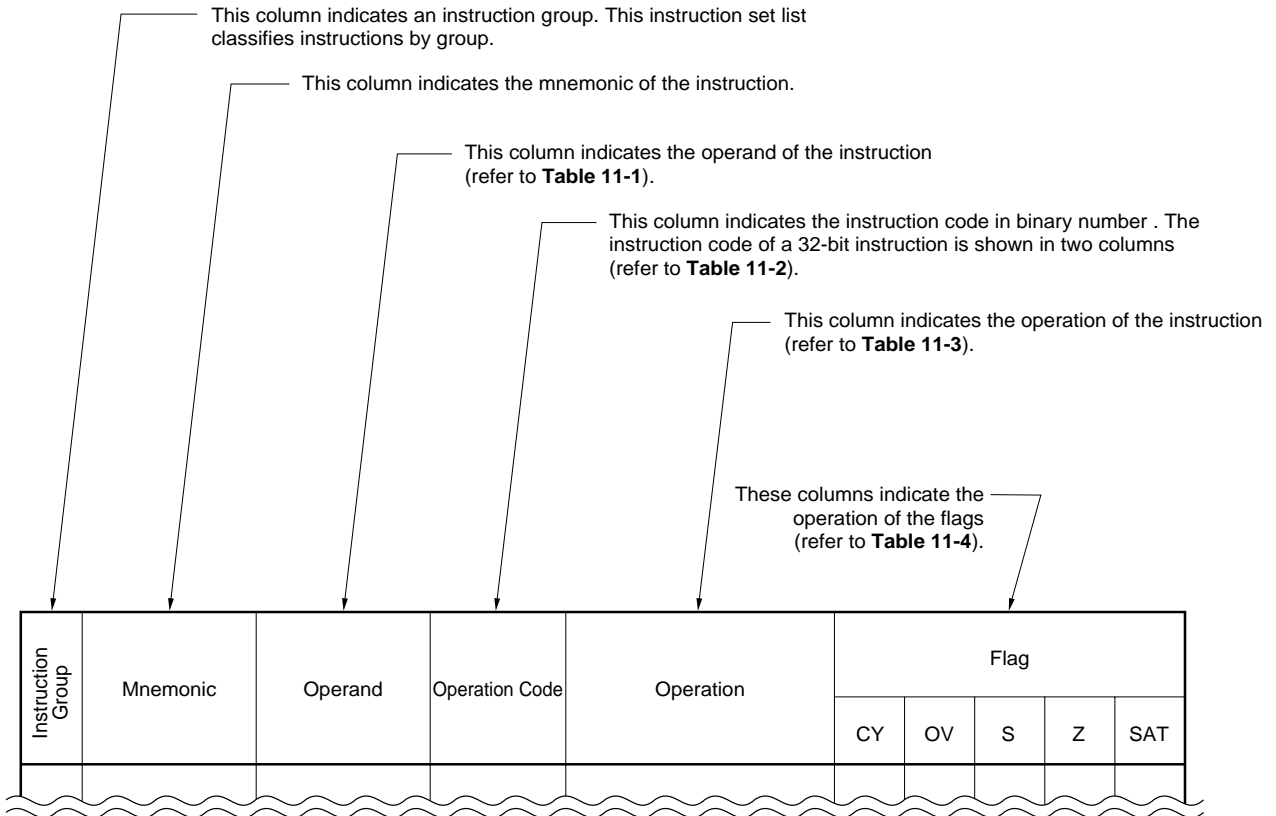 This column indicates an instruction group. This instruction set list
classifies instructions by group.
This column indicates the mnemonic of the instruction.
This column indicates the operand of the instruction
(refer to Table 11-1).
This column indicates the instruction code in binary number . The
instruction code of a 32-bit instruction is shown in two columns
(refer to Table 11-2).
This column indicates the operation of the instruction
(refer to Table 11-3).
These columns indicate the
operation of the flags
(refer to Table 11-4).
Instruction
Group
Mnemonic
Operand
Operation Code
Operation
Flag
CY
OV
S
Z
SAT